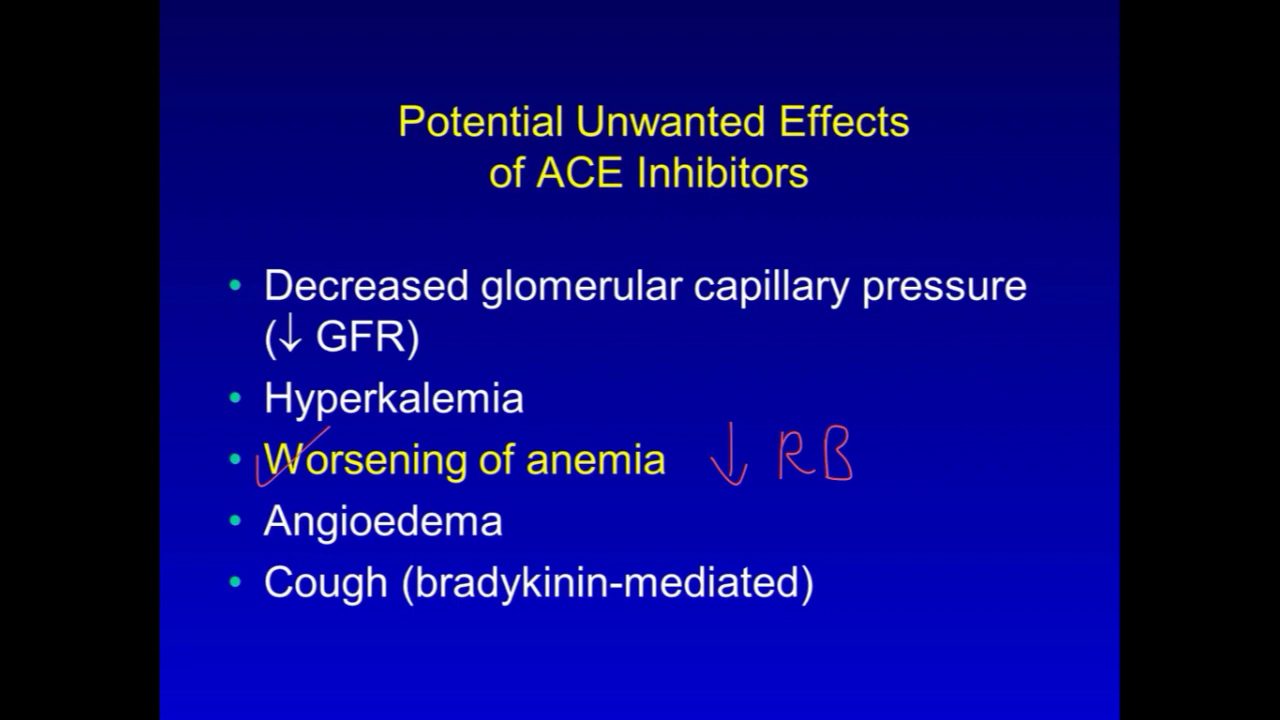 Potential Unwanted Effects
of ACE Inhibitors
• Decreased glomerular capillary pressure
(↓ GFR)
• Hyperkalemia
• Worsening of anemia ↓ RB
• Angioedema
• Cough (bradykinin-mediated)